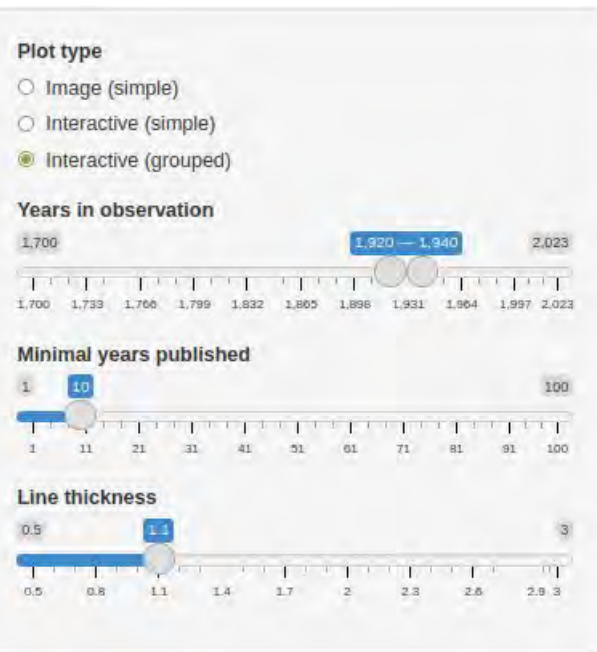 Plot type
Image (simple)
Interactive (simple)
Interactive (grouped)
Years in observation
1,700 1,920 — 1,940 2,023
1,700 1,733 1,766 1,799 1,832 1,865 1,898 1,931 1,964 1,997 2,023
Minimal years published
1 10 100
1 11 21 31 41 51 61 71 81 91 100
Line thickness
0.5 1.1 3
0.5 0.8 1.1 1.4 1.7 2 2.3 2.6 2.9 3